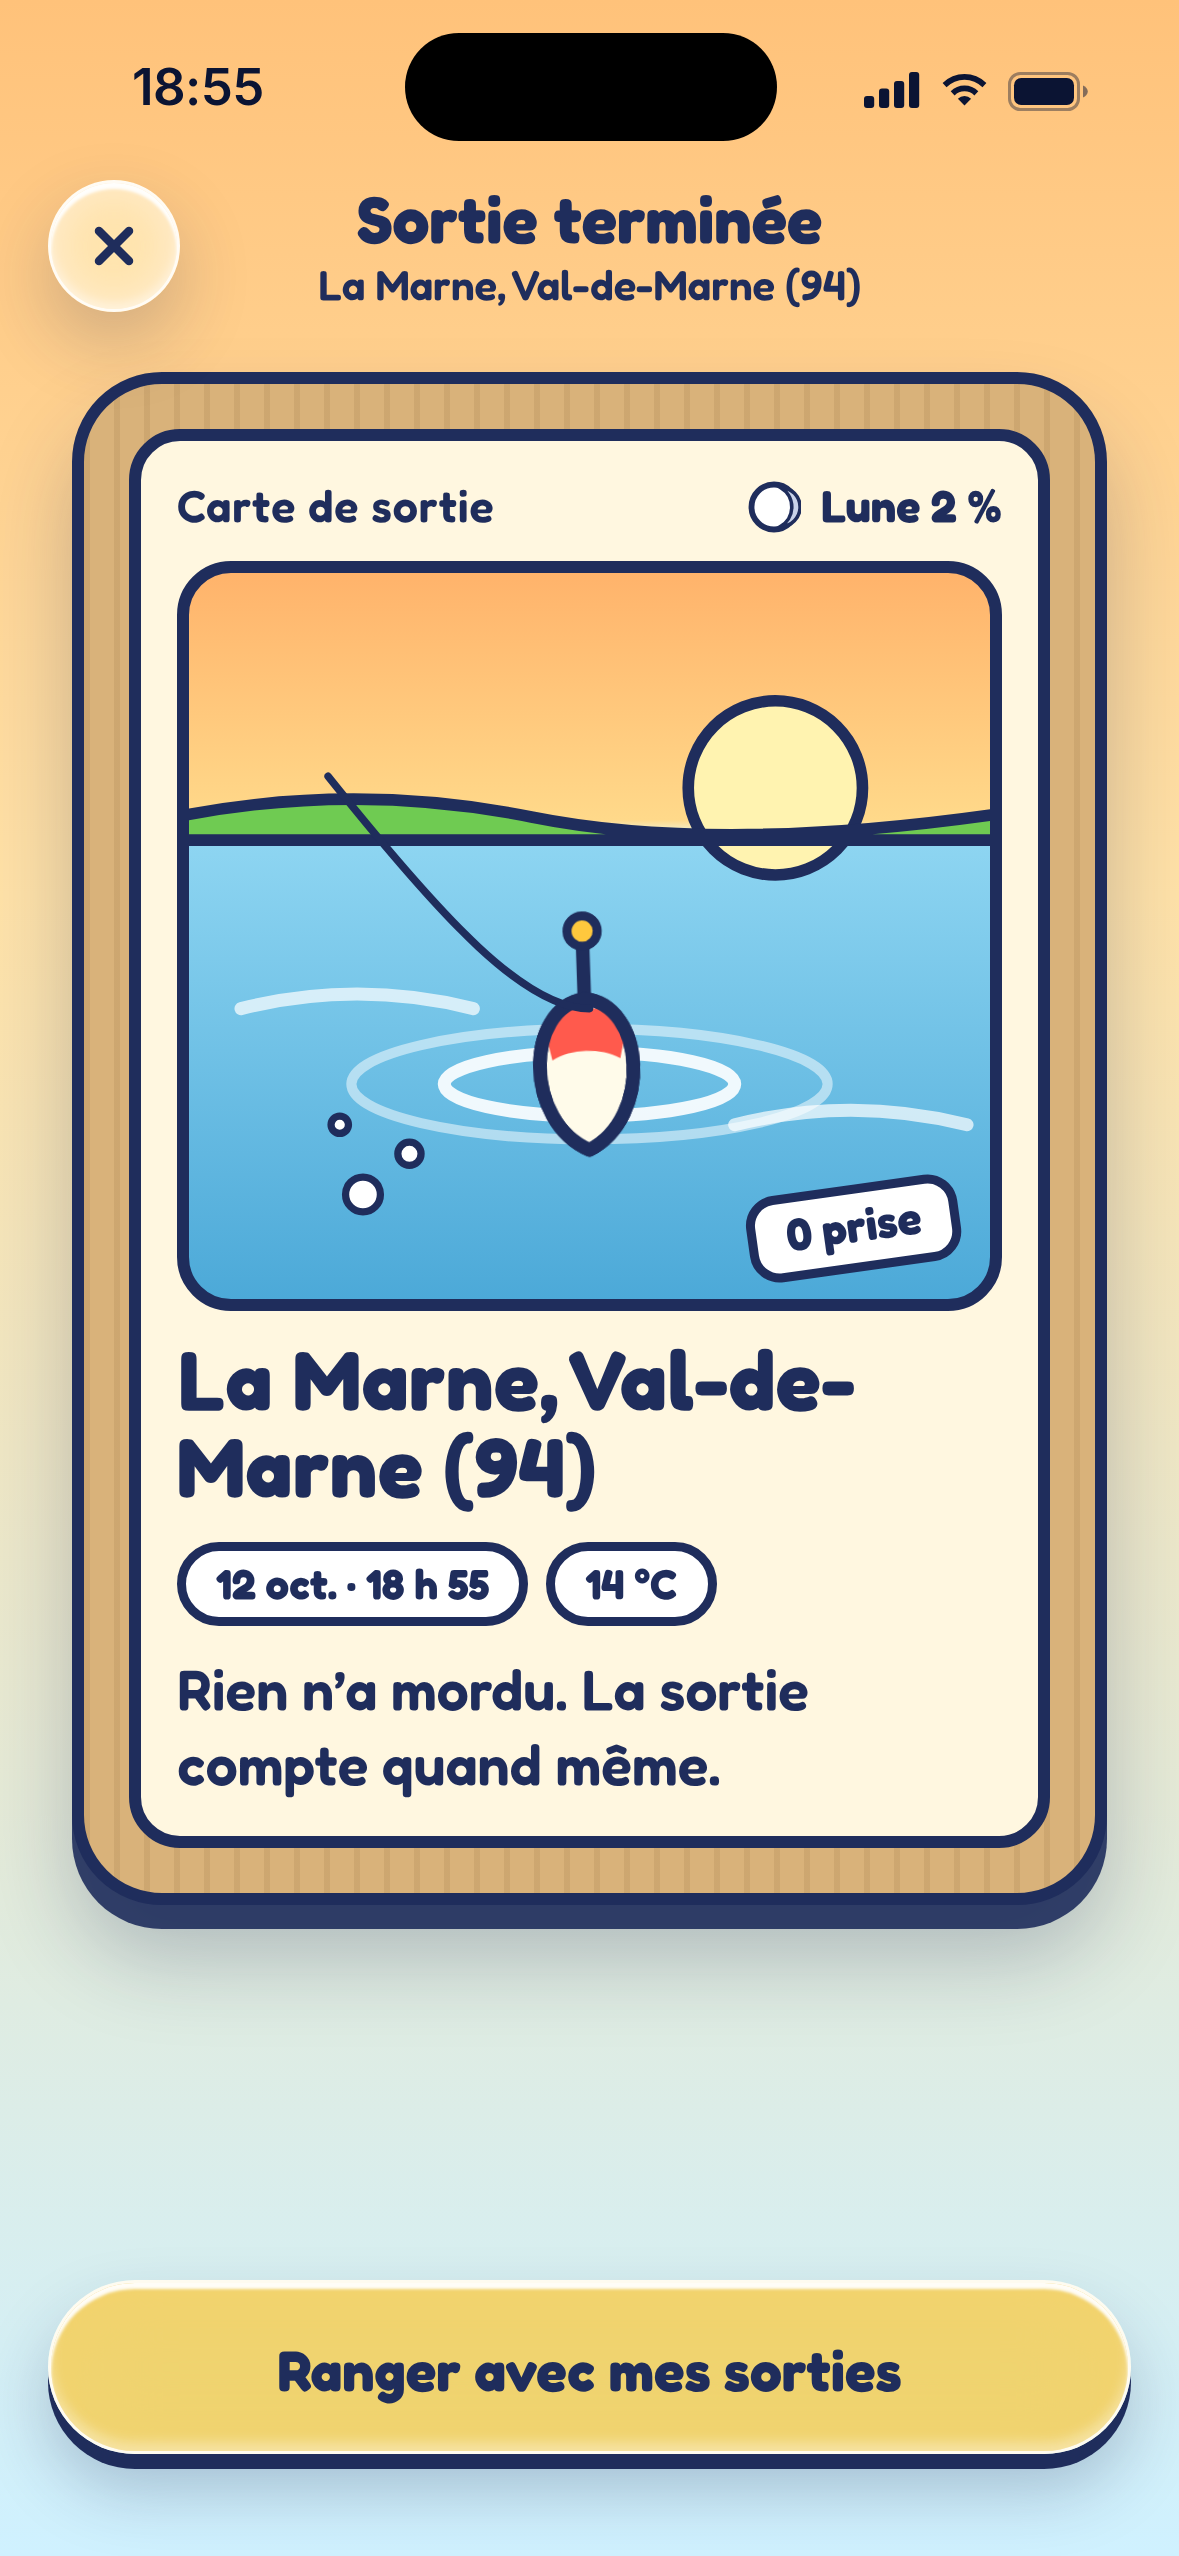 18:55
Sortie terminée
La Marne, Val-de-Marne (94)
Carte de sortie
Lune 2 %
0 prise
La Marne, Val-de-
Marne (94)
12 oct. · 18 h 55
14 °C
Rien n’a mordu. La sortie
compte quand même.
Ranger avec mes sorties